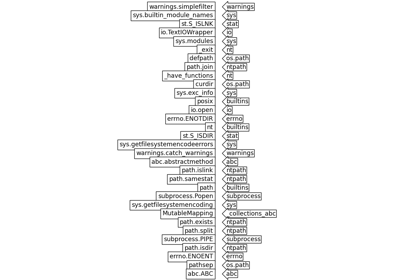 warnings.simplefilter warnings
sys.builtin_module_names sys
st.S_ISLNK stat
io.TextIOWrapper io
sys.modules sys
_exit nt
defpath os.path
path.join ntpath
_have_functions nt
curdir os.path
sys.exc_info sys
posix builtins
io.open io
errno.ENOTDIR errno
nt builtins
st.S_ISDIR stat
sys.getfilesystemencodeerrors sys
warnings.catch_warnings warnings
abc.abstractmethod abc
path.islink ntpath
path.samestat ntpath
path builtins
subprocess.Popen subprocess
sys.getfilesystemencoding sys
MutableMapping _collections_abc
path.exists ntpath
path.split ntpath
subprocess.PIPE subprocess
path.isdir ntpath
errno.ENOENT errno
pathsep os.path
abc.ABC abc